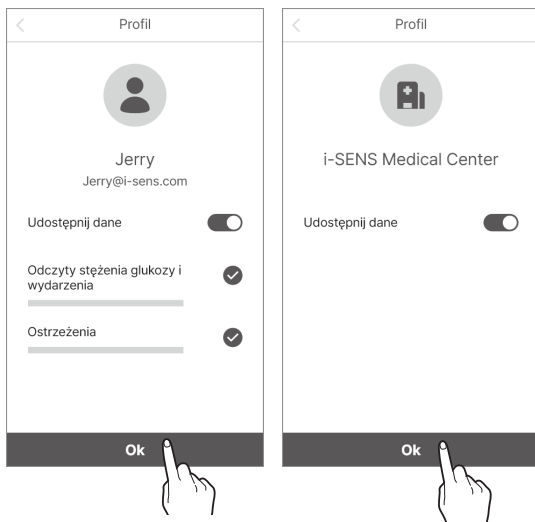 Profil
Jerry
Jerry@i-sens.com
Udostępnij dane
Odczyty stężenia glukozy i
wydarzenia
Ostrzeżenia
Ok
Profil
i-SENS Medical Center
Udostępnij dane
Ok